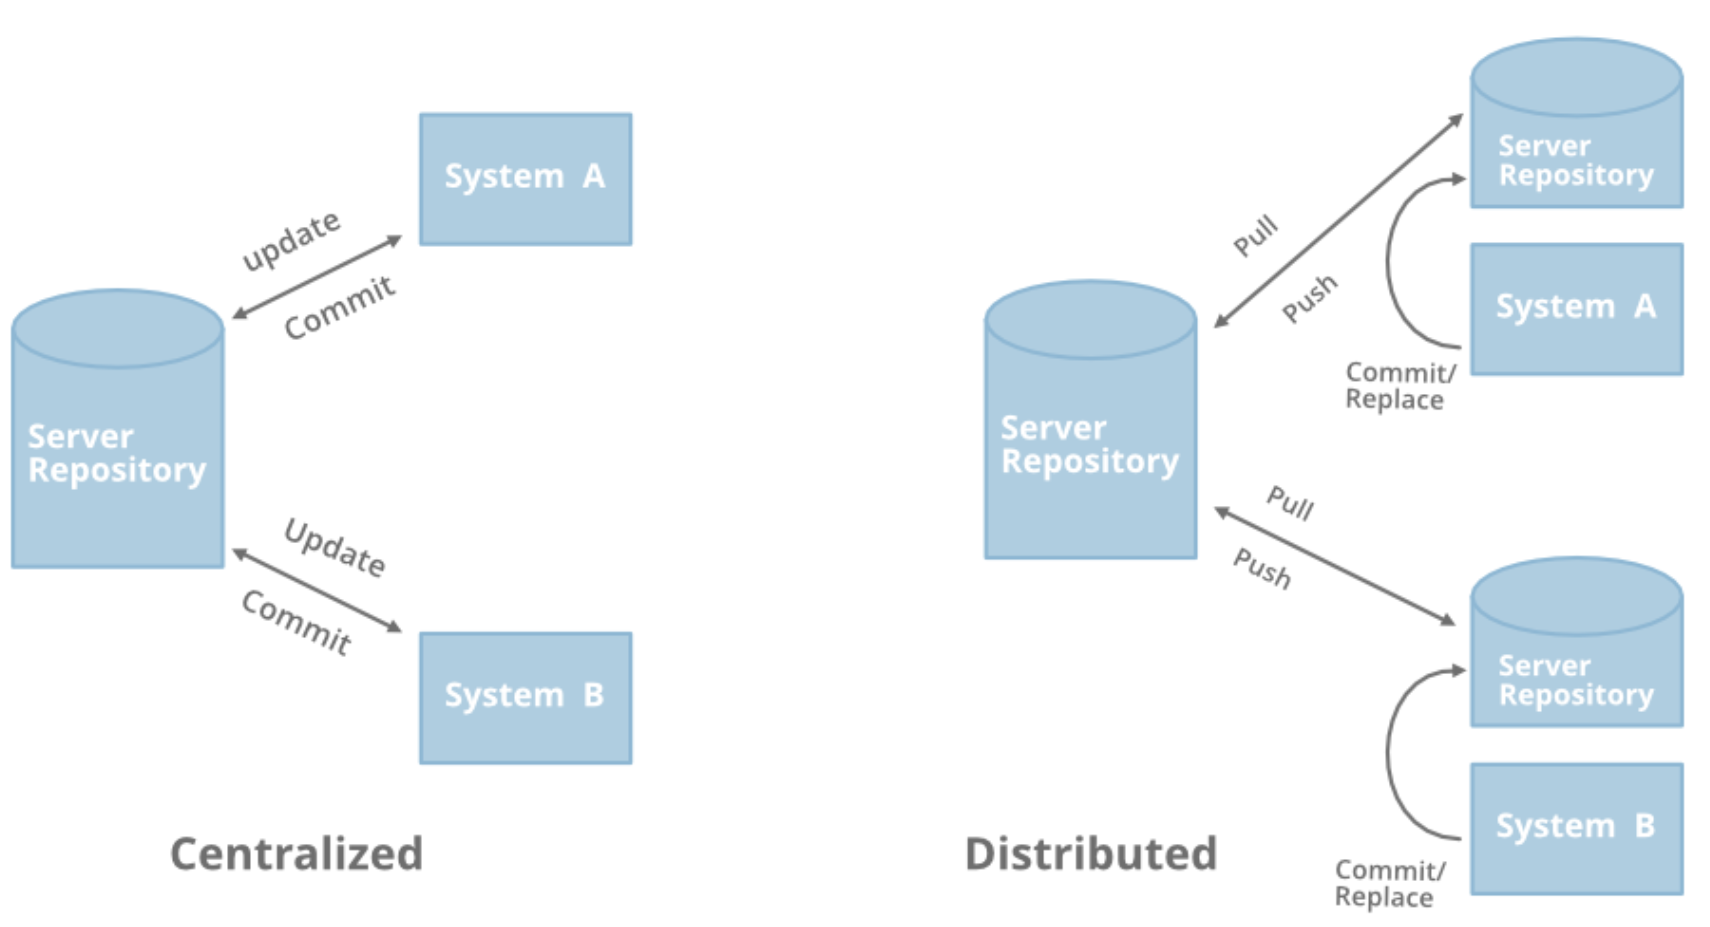 update
Commit
System  A
Server
Repository
Update
Commit
System  B
Centralized
Server
Repository
Pull
Push
Server
Repository
System  A
Commit/
Replace
Pull
Push
Server
Repository
System  B
Commit/
Replace
Distributed